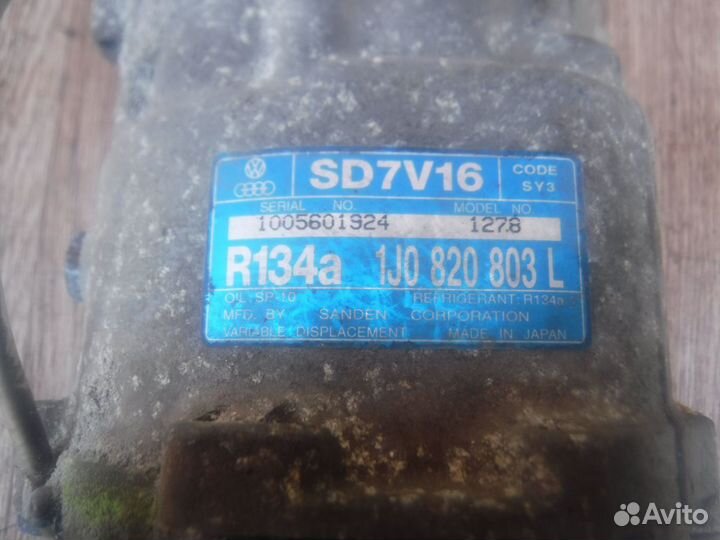 SD7V16
CODE
SY3
SERIAL NO. MODEL NO.
1005601924 1278
R134a 1J0 820 803 L
OIL: SP-10 REFRIGERANT: R134a
MFD. BY SANDEN CORPORATION
VARIABLE DISPLACEMENT MADE IN JAPAN
Avito